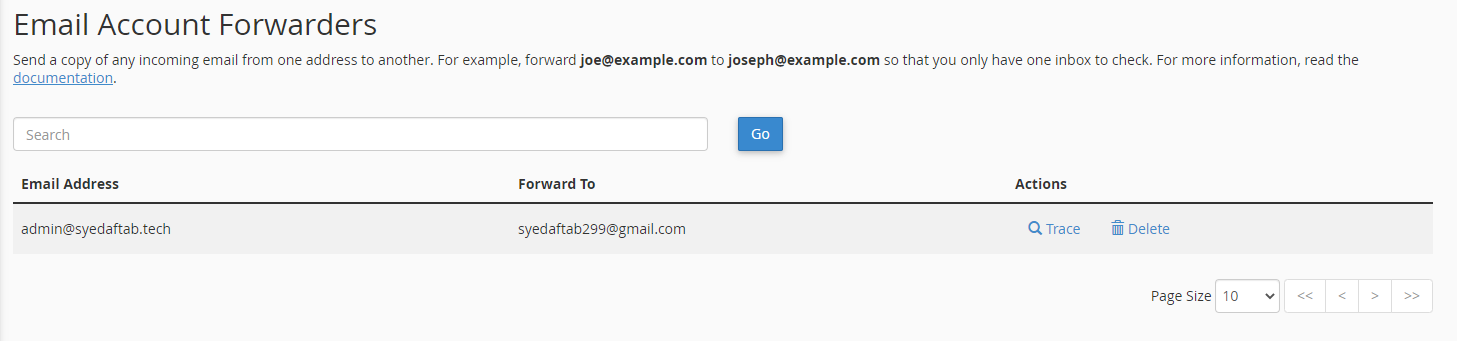 Email Account Forwarders
Send a copy of any incoming email from one address to another. For example, forward joe@example.com to joseph@example.com so that you only have one inbox to check. For more information, read the
documentation.
Search
Go
Email Address Forward To Actions
admin@syedaftab.tech syedaftab299@gmail.com Trace Delete
Page Size 10 << < > >>